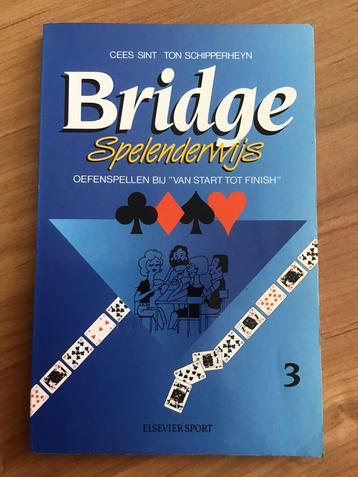 CEES SINT TON SCHIPPERHEYN
Bridge
Spelenderwijs
OEFENSPELLEN BIJ "VAN START TOT FINISH"
3
ELSEVIER SPORT